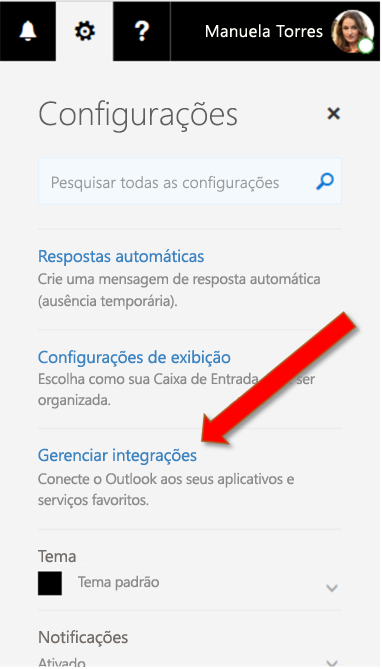 Manuela Torres
Configurações
Pesquisar todas as configurações
Respostas automáticas
Crie uma mensagem de resposta automática
(ausência temporária).
Configurações de exibição
Escolha como sua Caixa de Entrada ser
organizada.
Gerenciar integrações
Conecte o Outlook aos seus aplicativos e
serviços favoritos.
Tema
Tema padrão
Notificações
Ativado